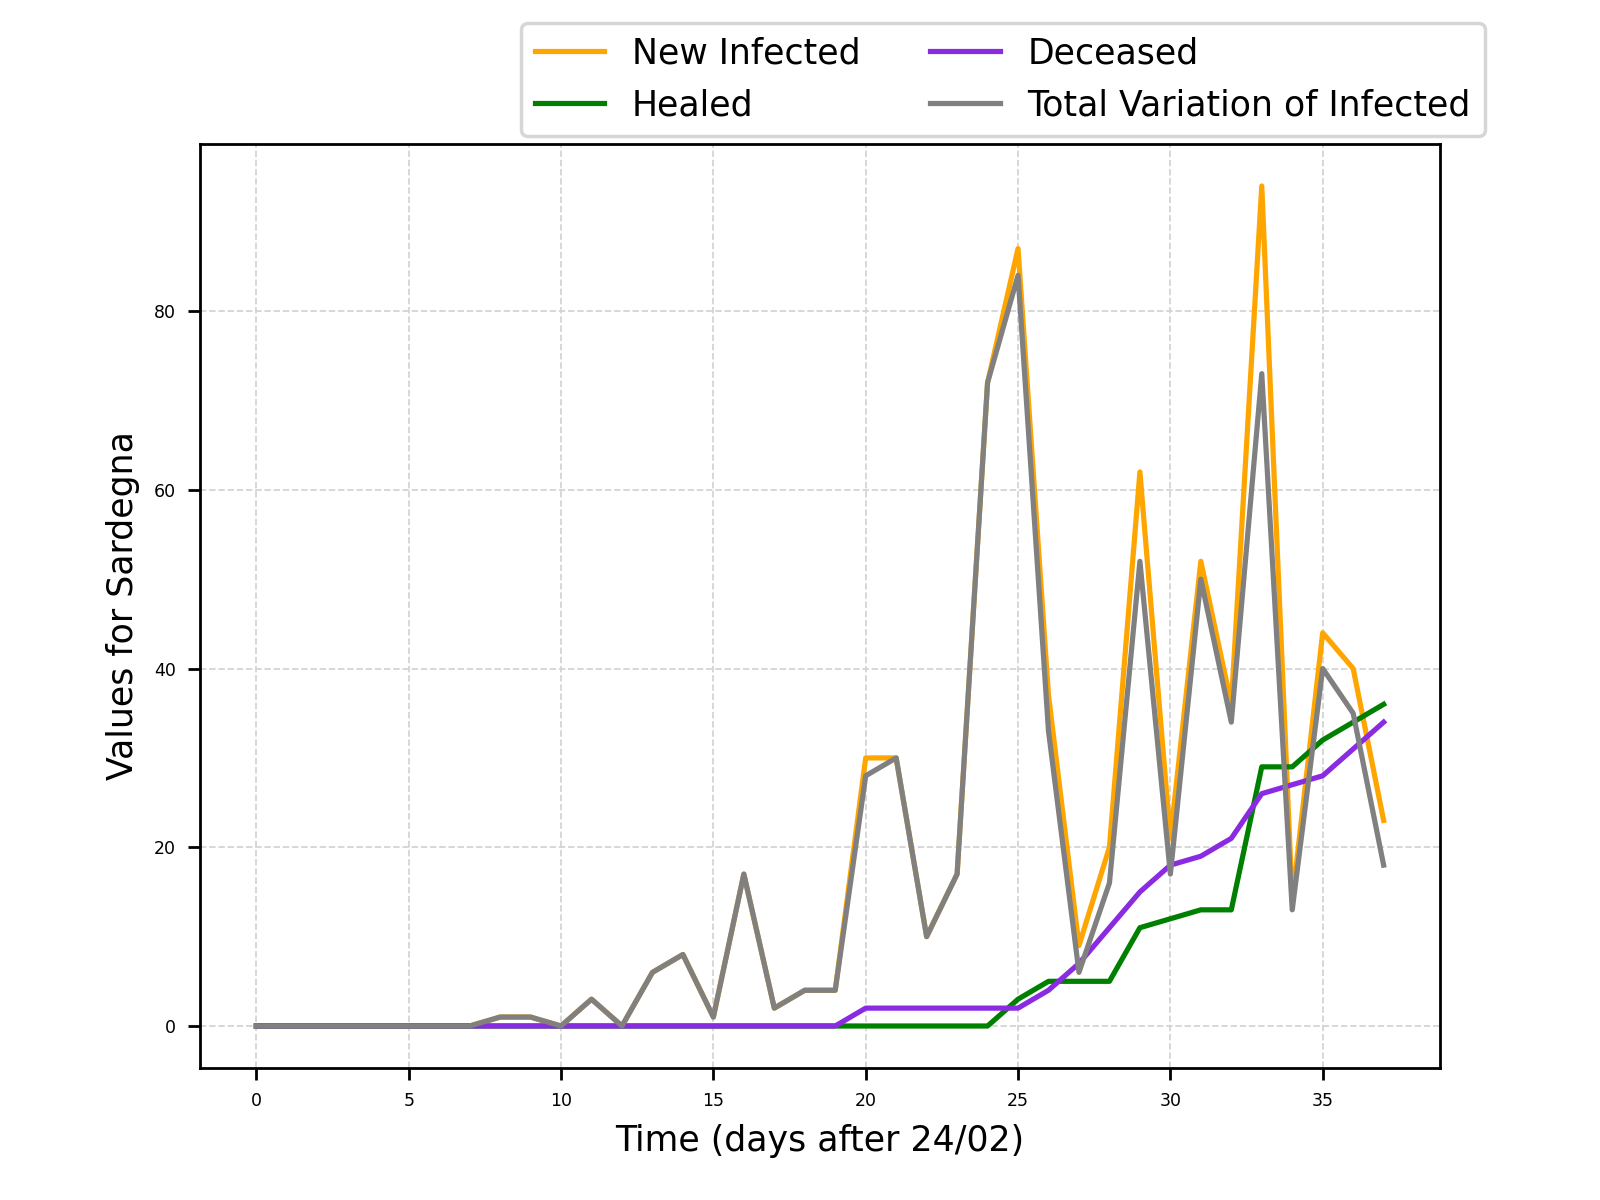 New Infected
Healed
Deceased
Total Variation of Infected
Values for Sardegna
80
60
40
20
0
0 5 10 15 20 25 30 35
Time (days after 24/02)